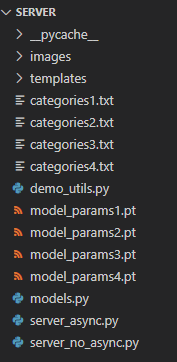 SERVER
__pycache__
images
templates
categories1.txt
categories2.txt
categories3.txt
categories4.txt
demo_utils.py
model_params1.pt
model_params2.pt
model_params3.pt
model_params4.pt
models.py
server_async.py
server_no_async.py